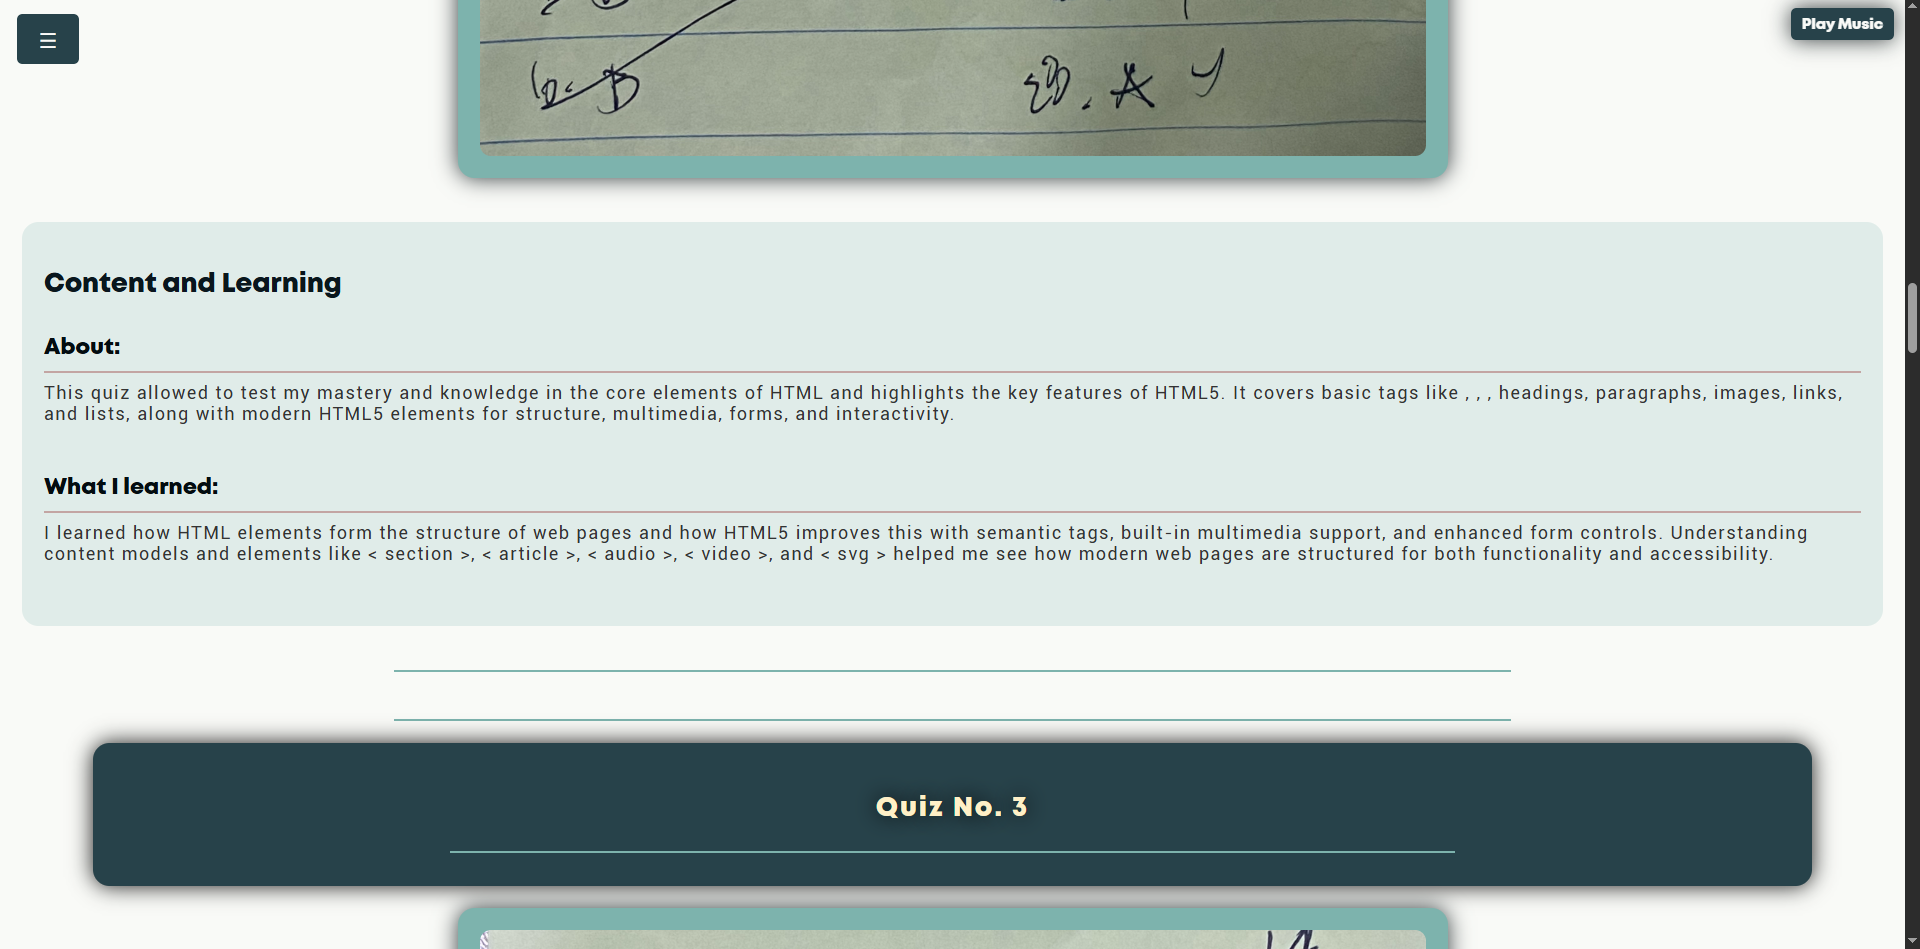 ☰
Play Music
20. A
Content and Learning
About:
This quiz allowed to test my mastery and knowledge in the core elements of HTML and highlights the key features of HTML5. It covers basic tags like , , , headings, paragraphs, images, links,
and lists, along with modern HTML5 elements for structure, multimedia, forms, and interactivity.
What I learned:
I learned how HTML elements form the structure of web pages and how HTML5 improves this with semantic tags, built-in multimedia support, and enhanced form controls. Understanding
content models and elements like < section >, < article >, < audio >, < video >, and < svg > helped me see how modern web pages are structured for both functionality and accessibility.
Quiz No. 3